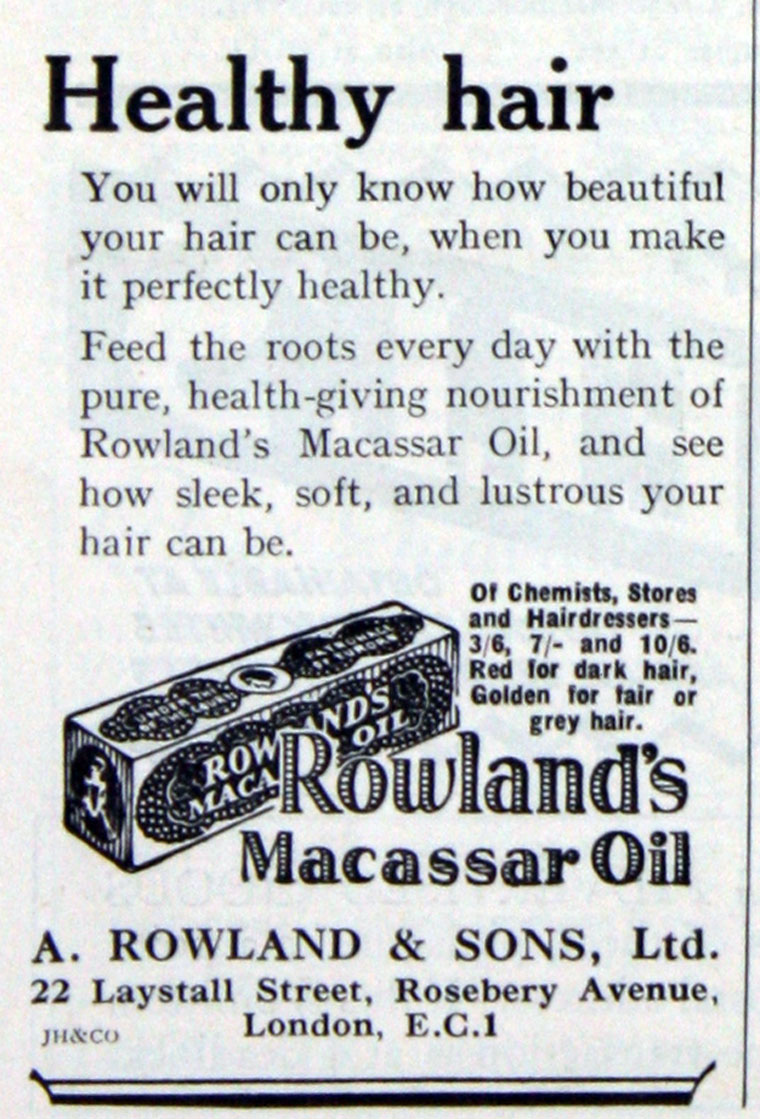 Healthy hair
You will only know how beautiful
your hair can be, when you make
it perfectly healthy.
Feed the roots every day with the
pure, health-giving nourishment of
Rowland's Macassar Oil, and see
how sleek, soft, and lustrous your
hair can be.
Of Chemists, Stores
and Hairdressers—
3/6, 7/- and 10/6.
Red for dark hair,
Golden for fair or
grey hair.
ROWLAND'S
MACA OIL
Rowland's
Macassar Oil
A. ROWLAND & SONS, Ltd.
22 Laystall Street, Rosebery Avenue,
London, E.C.1
JH&CO